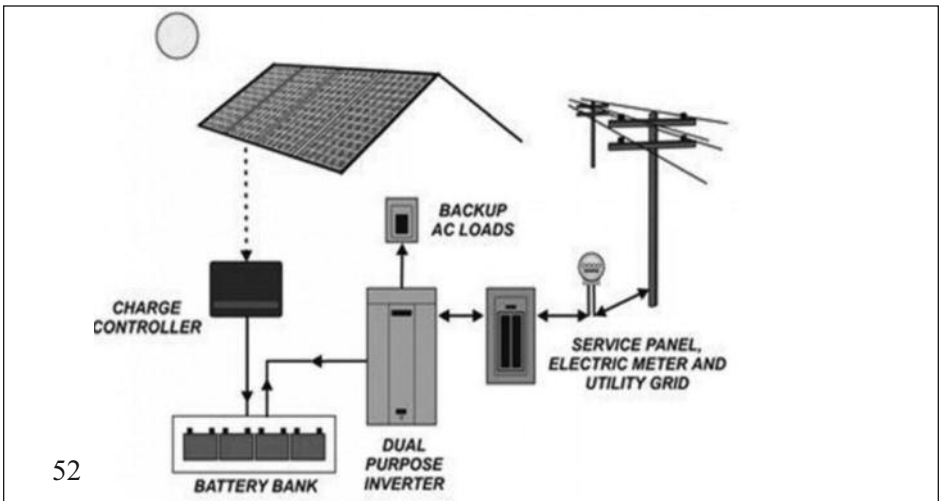 BACKUP
AC LOADS
CHARGE
CONTROLLER
SERVICE PANEL,
ELECTRIC METER AND
UTILITY GRID
DUAL
PURPOSE
INVERTER
BATTERY BANK
52